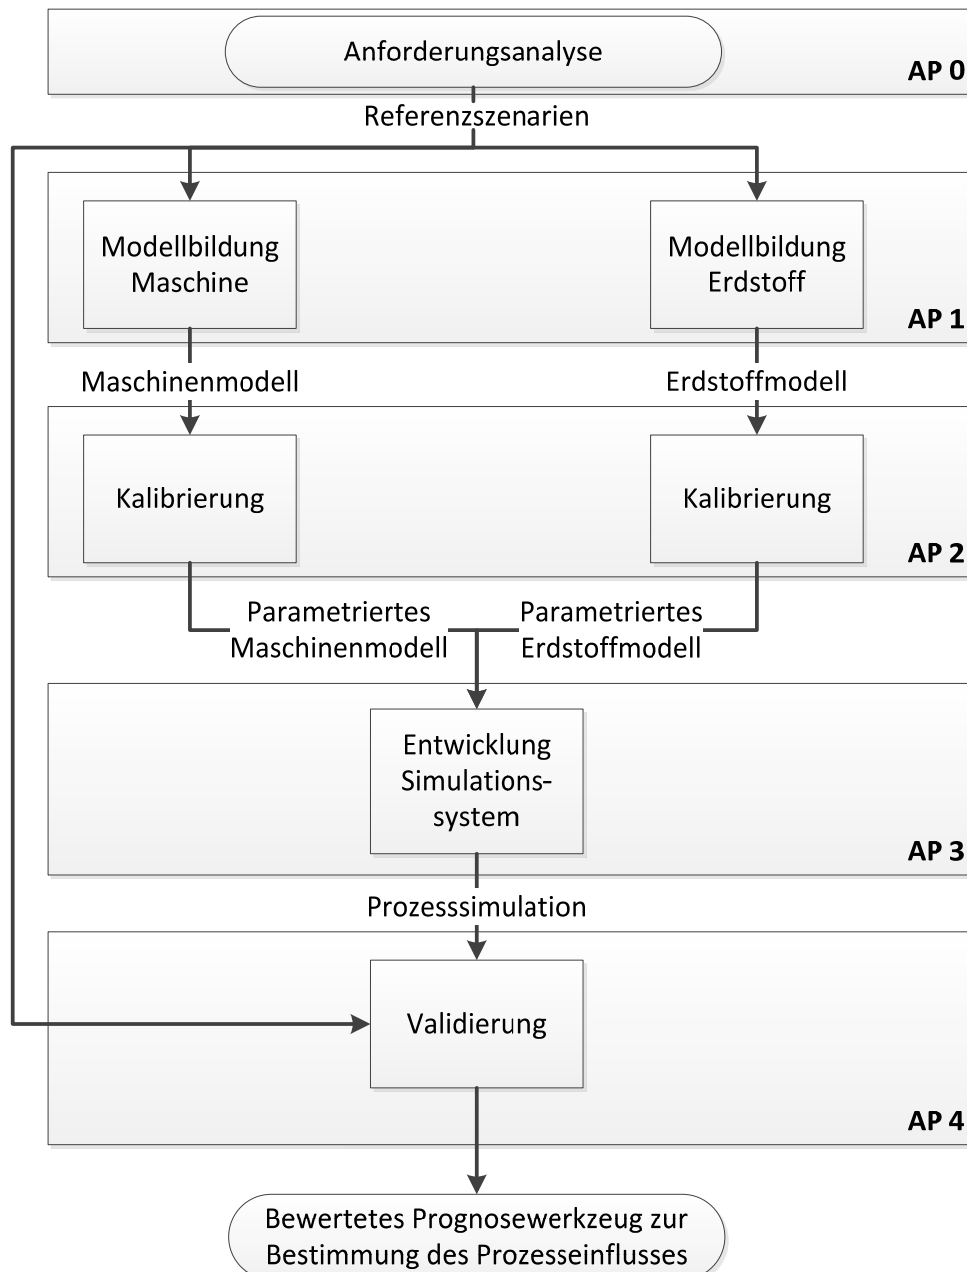 Anforderungsanalyse
AP 0
Referenzszenarien
Modellbildung
Maschine
Modellbildung
Erdstoff
AP 1
Maschinenmodell
Erdstoffmodell
Kalibrierung
Kalibrierung
AP 2
Parametriertes
Maschinenmodell
Parametriertes
Erdstoffmodell
Entwicklung
Simulations-
system
AP 3
Prozesssimulation
Validierung
AP 4
Bewertetes Prognosewerkzeug zur
Bestimmung des Prozesseinflusses